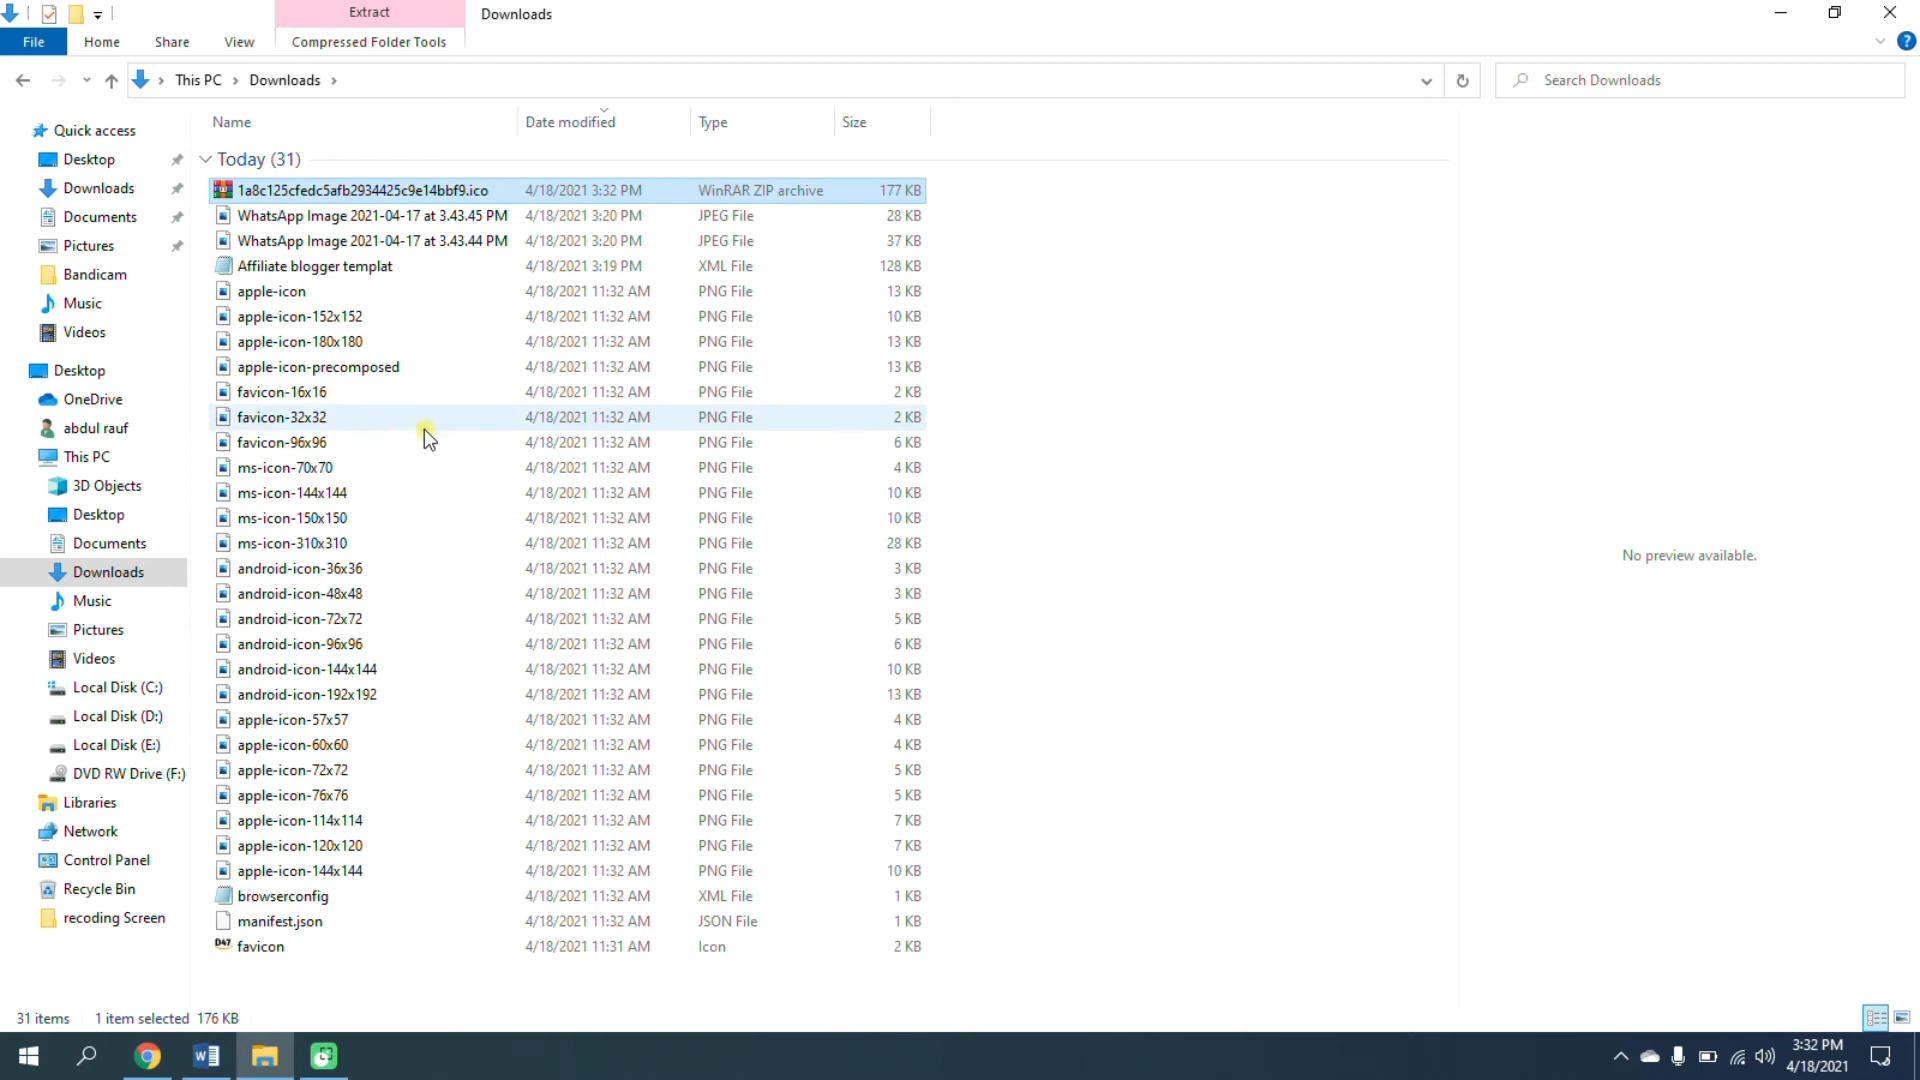 Extract
Downloads
File
Home
Share
View
Compressed Folder Tools
This PC
Downloads
Search Downloads
Name
Date modified
Type
Size
Today (31)
1a8c125cfedc5afb2934425c9e14bbf9.ico 4/18/2021 3:32 PM WinRAR ZIP archive 177 KB
WhatsApp Image 2021-04-17 at 3.43.45 PM 4/18/2021 3:20 PM JPEG File 28 KB
WhatsApp Image 2021-04-17 at 3.43.44 PM 4/18/2021 3:20 PM JPEG File 37 KB
Affiliate blogger templat 4/18/2021 3:19 PM XML File 128 KB
apple-icon 4/18/2021 11:32 AM PNG File 13 KB
apple-icon-152x152 4/18/2021 11:32 AM PNG File 10 KB
apple-icon-180x180 4/18/2021 11:32 AM PNG File 13 KB
apple-icon-precomposed 4/18/2021 11:32 AM PNG File 13 KB
favicon-16x16 4/18/2021 11:32 AM PNG File 2 KB
favicon-32x32 4/18/2021 11:32 AM PNG File 2 KB
favicon-96x96 4/18/2021 11:32 AM PNG File 6 KB
ms-icon-70x70 4/18/2021 11:32 AM PNG File 4 KB
ms-icon-144x144 4/18/2021 11:32 AM PNG File 10 KB
ms-icon-150x150 4/18/2021 11:32 AM PNG File 10 KB
ms-icon-310x310 4/18/2021 11:32 AM PNG File 28 KB
android-icon-36x36 4/18/2021 11:32 AM PNG File 3 KB
android-icon-48x48 4/18/2021 11:32 AM PNG File 3 KB
android-icon-72x72 4/18/2021 11:32 AM PNG File 5 KB
android-icon-96x96 4/18/2021 11:32 AM PNG File 6 KB
android-icon-144x144 4/18/2021 11:32 AM PNG File 10 KB
android-icon-192x192 4/18/2021 11:32 AM PNG File 13 KB
apple-icon-57x57 4/18/2021 11:32 AM PNG File 4 KB
apple-icon-60x60 4/18/2021 11:32 AM PNG File 4 KB
apple-icon-72x72 4/18/2021 11:32 AM PNG File 5 KB
apple-icon-76x76 4/18/2021 11:32 AM PNG File 5 KB
apple-icon-114x114 4/18/2021 11:32 AM PNG File 7 KB
apple-icon-120x120 4/18/2021 11:32 AM PNG File 7 KB
apple-icon-144x144 4/18/2021 11:32 AM PNG File 10 KB
browserconfig 4/18/2021 11:32 AM XML File 1 KB
manifest.json 4/18/2021 11:32 AM JSON File 1 KB
D47 favicon 4/18/2021 11:31 AM Icon 2 KB
Quick access
Desktop
Downloads
Documents
Pictures
Bandicam
Music
Videos
Desktop
OneDrive
abdul rauf
This PC
3D Objects
Desktop
Documents
Downloads
Music
Pictures
Videos
Local Disk (C:)
Local Disk (D:)
Local Disk (E:)
DVD RW Drive (F:)
Libraries
Network
Control Panel
Recycle Bin
recoding Screen
No preview available.
31 items 1 item selected 176 KB
3:32 PM
4/18/2021